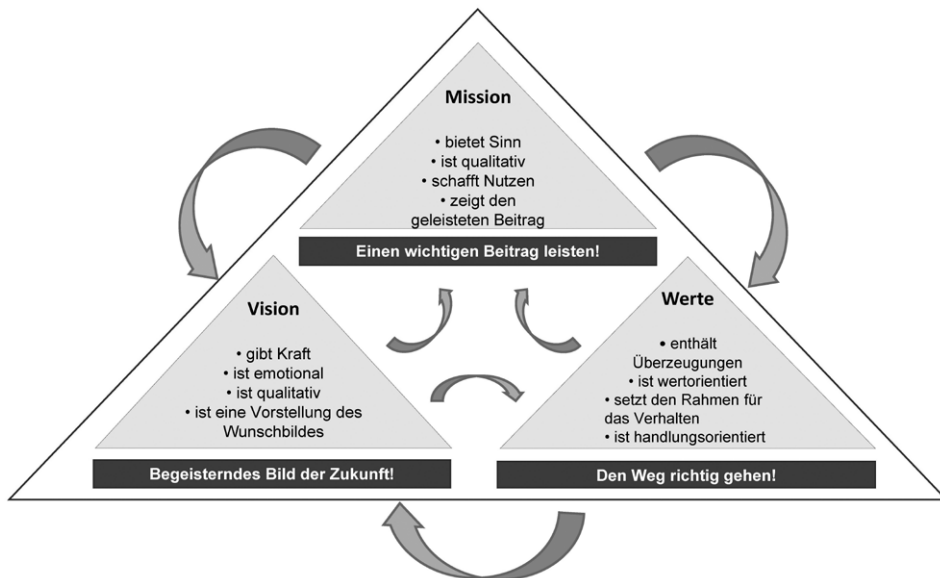 Mission
• bietet Sinn
• ist qualitativ
• schafft Nutzen
• zeigt den
geleisteten Beitrag
Einen wichtigen Beitrag leisten!
Vision
• gibt Kraft
• ist emotional
• ist qualitativ
• ist eine Vorstellung des
Wunschbildes
Begeisterndes Bild der Zukunft!
Werte
• enthält
Überzeugungen
• ist wertorientiert
• setzt den Rahmen für
das Verhalten
• ist handlungsorientiert
Den Weg richtig gehen!